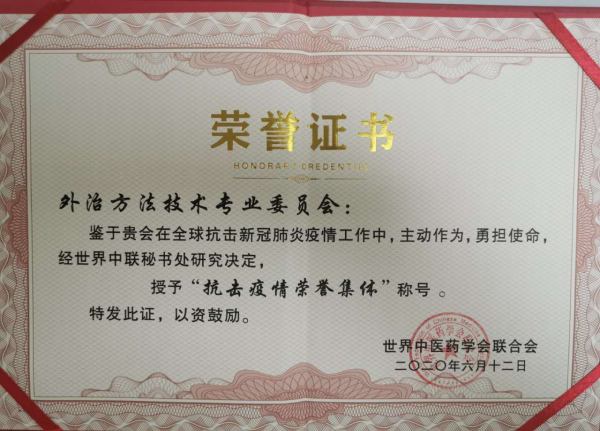 荣誉证书
HONORARY CREDENTIAL
外治方法技术专业委员会：
鉴于贵会在全球抗击新冠肺炎疫情工作中，主动作为，勇担使命，
经世界中联秘书处研究决定，
授予“抗击疫情荣誉集体”称号。
特发此证，以资鼓励。
世界中医药学会联合会
二〇二〇年六月十二日